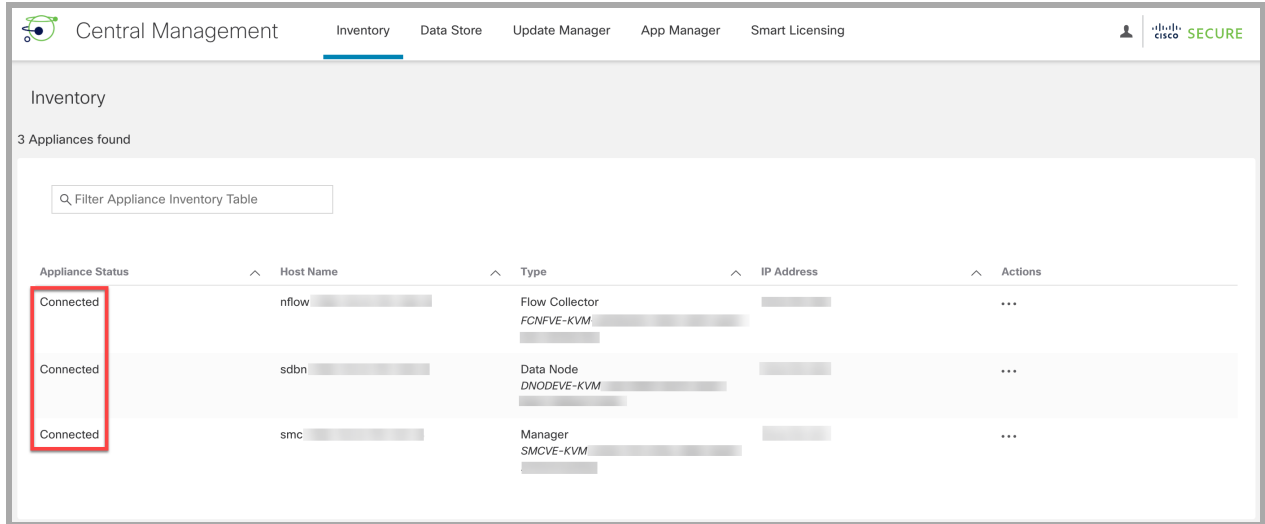 Central Management
Inventory
Data Store
Update Manager
App Manager
Smart Licensing
cisco SECURE
Inventory
3 Appliances found
Filter Appliance Inventory Table
Appliance Status
Host Name
Type
IP Address
Actions
Connected
nflow
Flow Collector
...
FCNFVE-KVM-
Connected
sdbn
Data Node
...
DNODEVE-KVM
Connected
smc
Manager
...
SMCVE-KVM